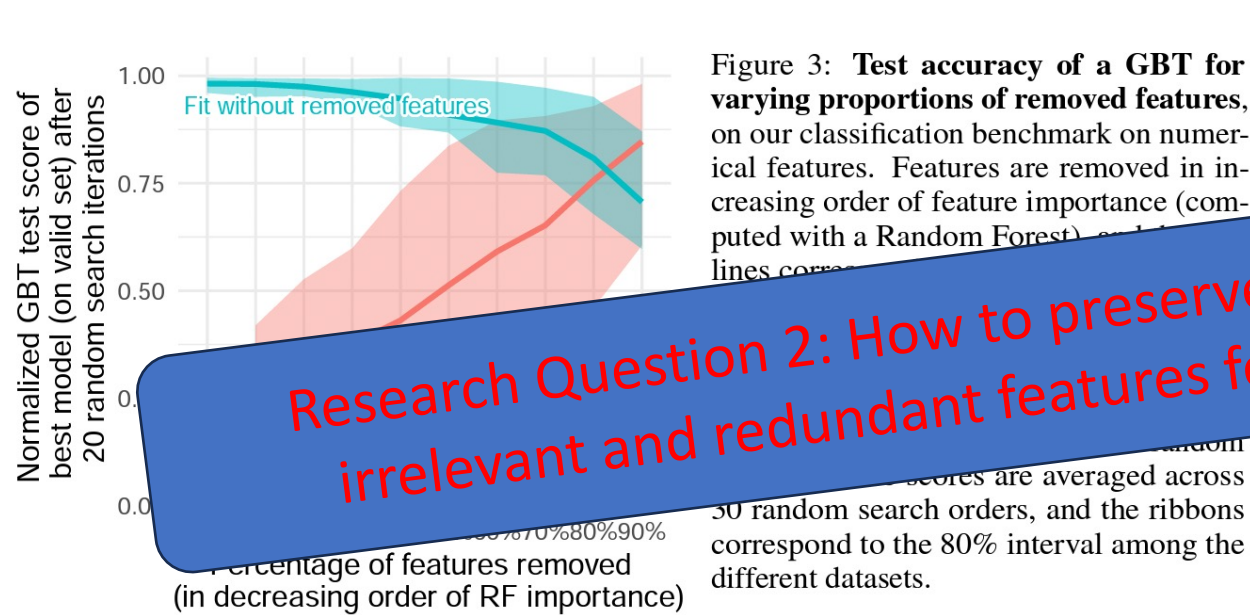 Normalized GBT test score of
best model (on valid set) after
20 random search iterations
1.00
0.75
0.50
Fit without removed features
70%80%90%
of features removed
(in decreasing order of RF importance)
Figure 3: Test accuracy of a GBT for
varying proportions of removed features,
on our classification benchmark on numer-
ical features. Features are removed in in-
creasing order of feature importance (com-
puted with a Random Forest),
lines
scores are averaged across
30 random search orders, and the ribbons
correspond to the 80% interval among the
different datasets.
Research Question 2: How to preserve
irrelevant and redundant features